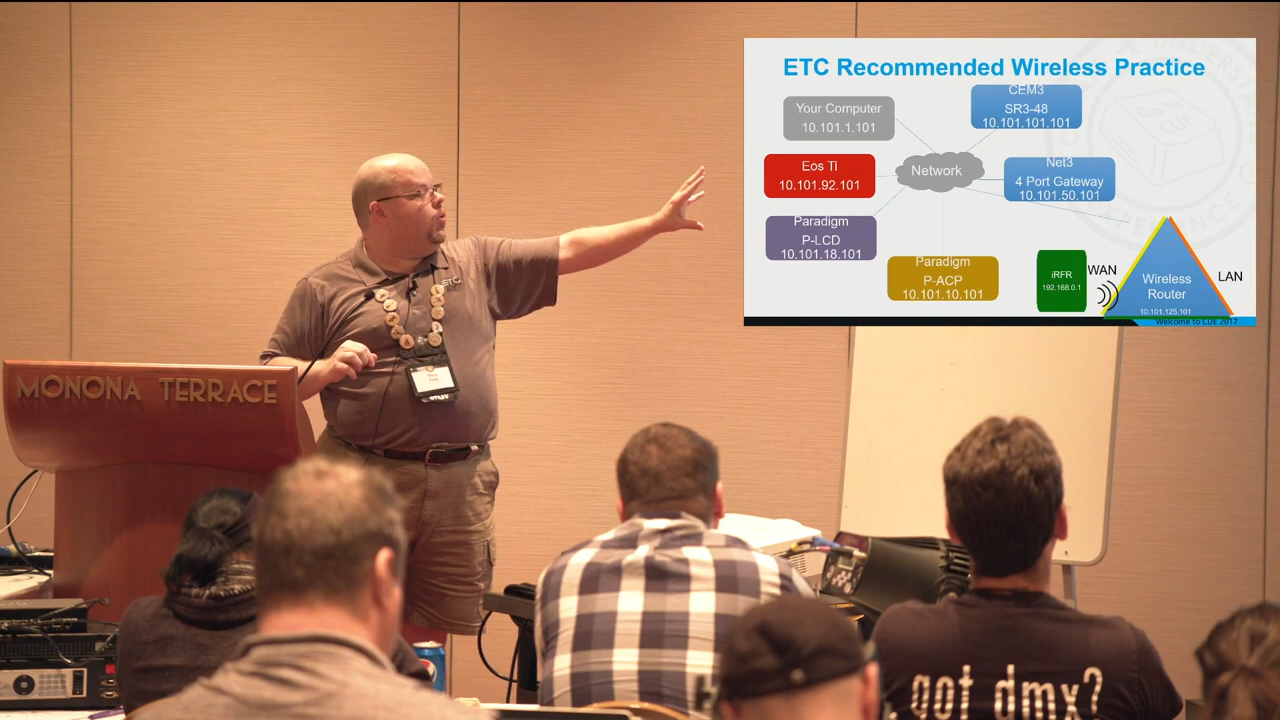 ETC Recommended Wireless Practice
Your Computer
10.101.1.101
CEM3
SR3-48
10.101.101.101
Eos Ti
10.101.92.101
Network
Net3
4 Port Gateway
10.101.50.101
Paradigm
P-LCD
10.101.18.101
Paradigm
P-ACP
10.101.10.101
iRFR
192.168.0.1
WAN
Wireless
Router
10.101.125.101
LAN
Welcome to CUE 2017
ETC
MONONA TERRACE
got dmx?